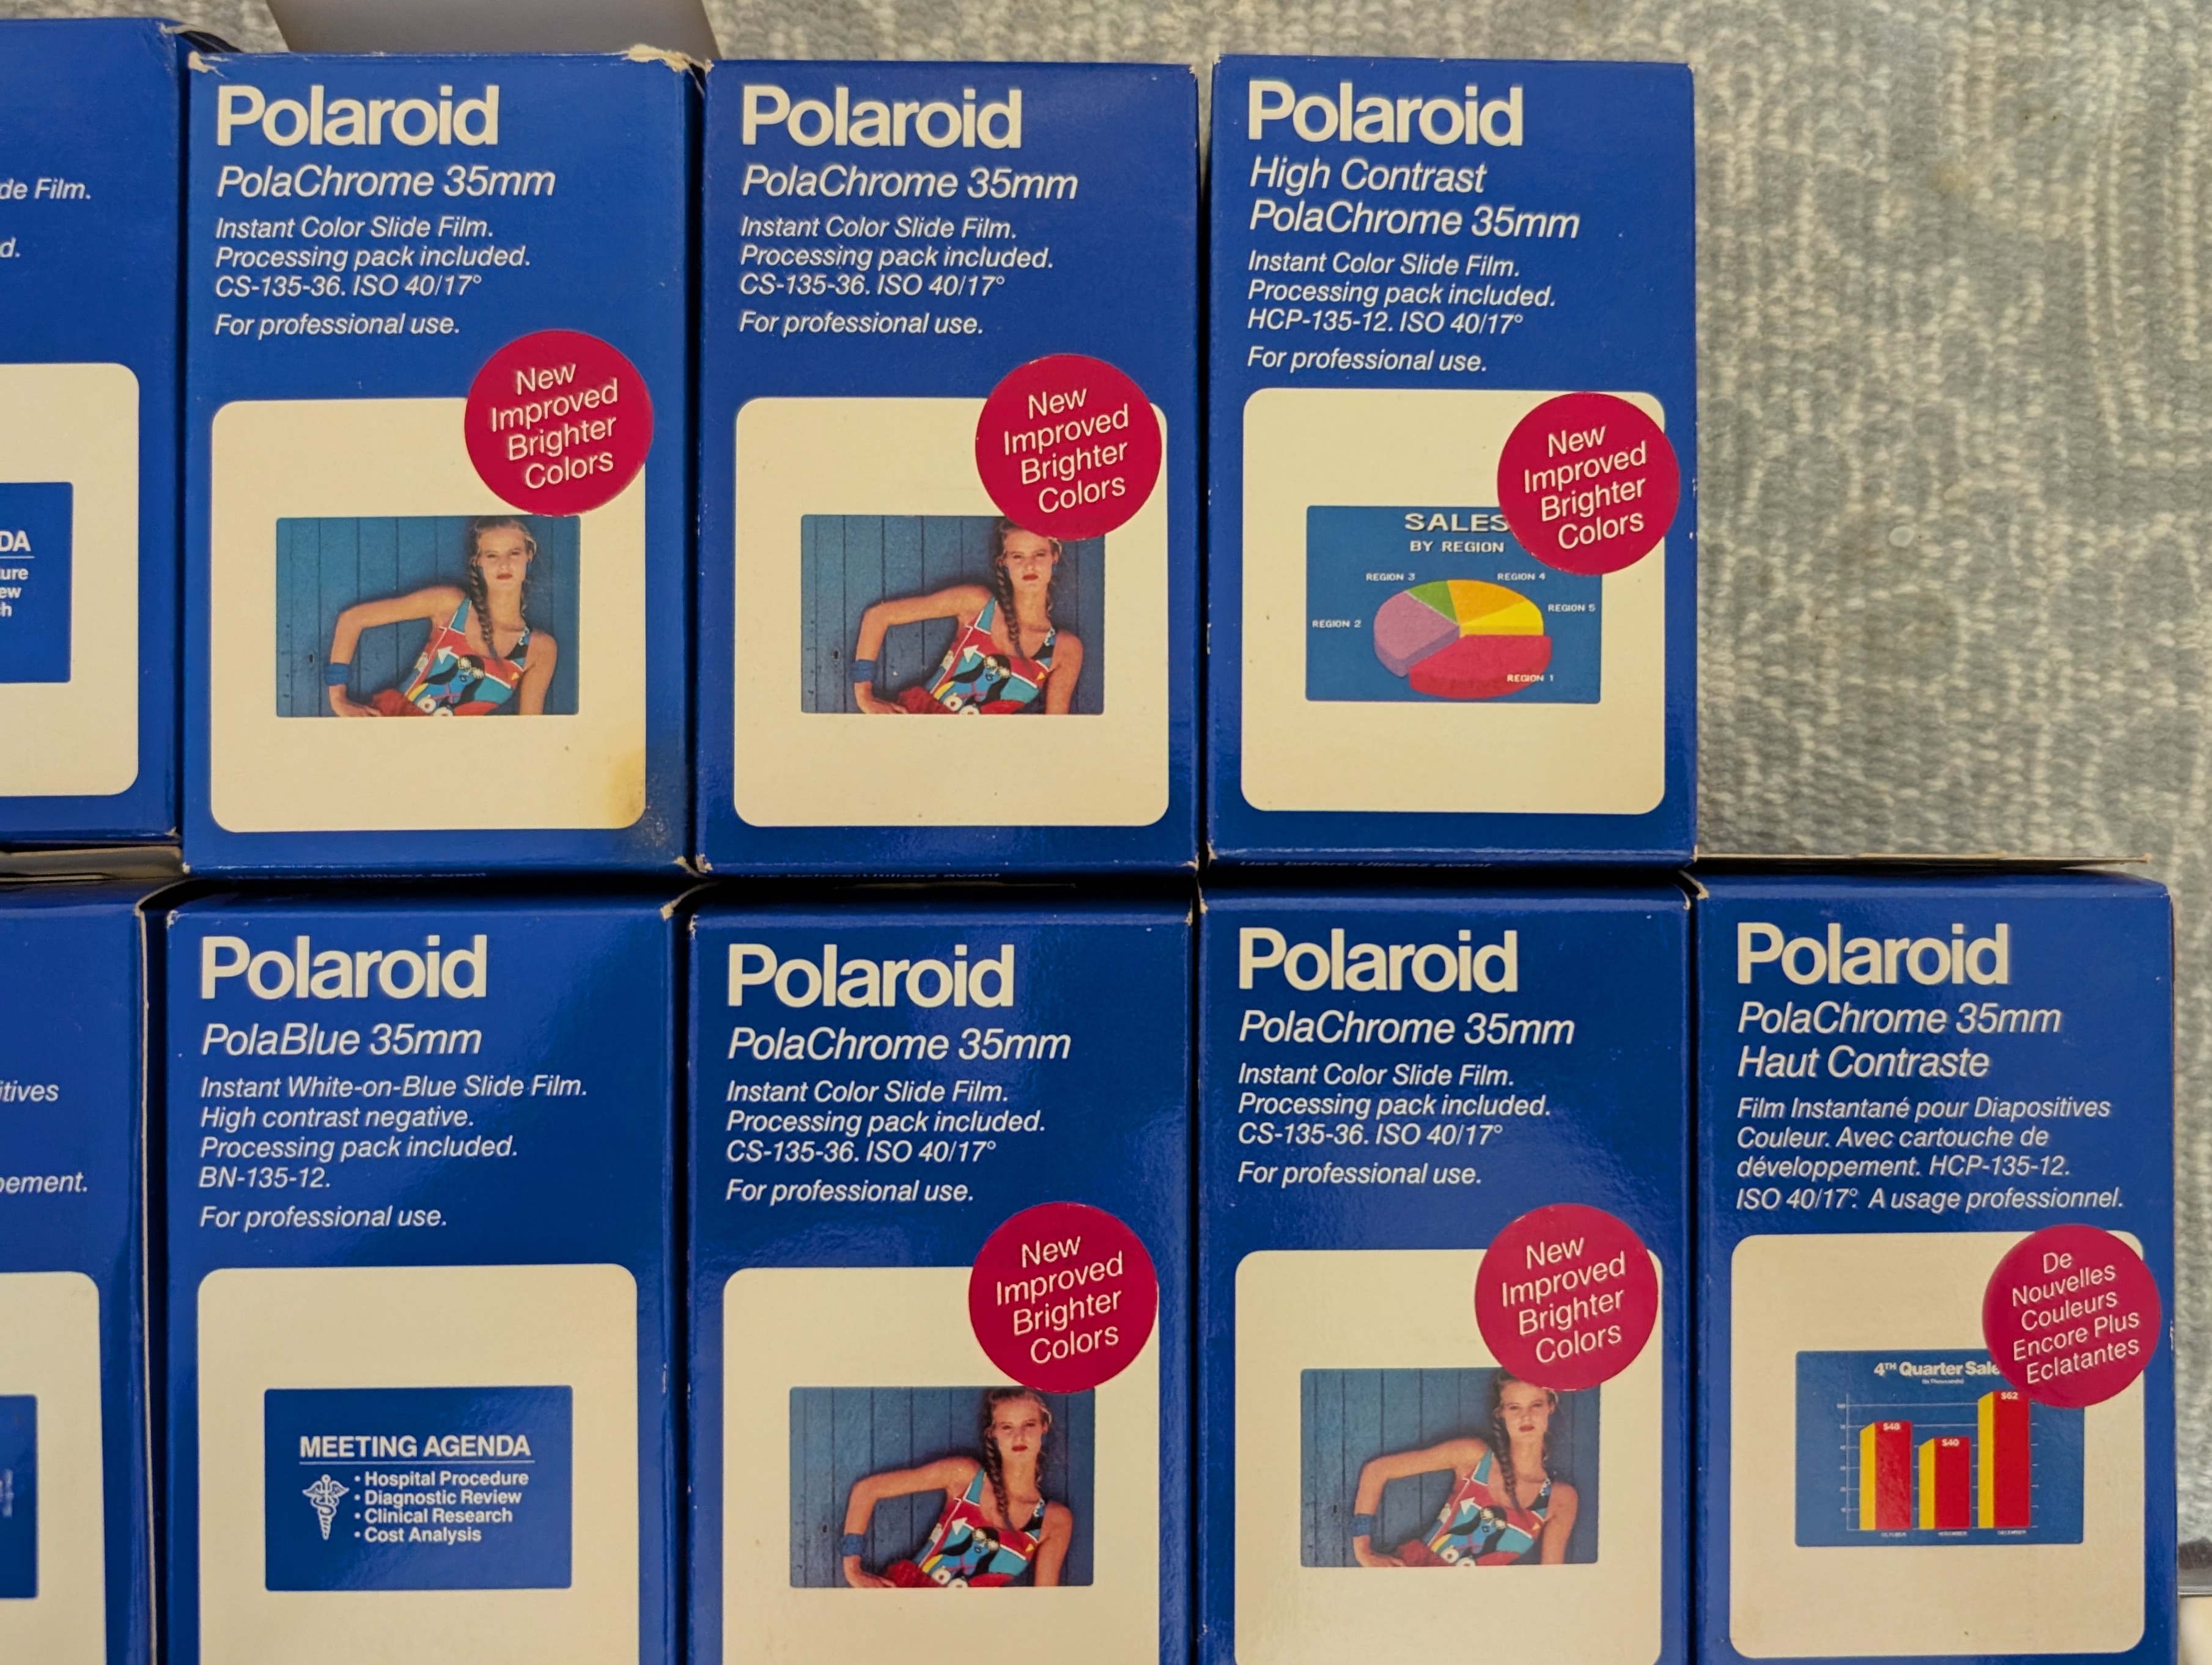 de Film.
d.
DA
ure
ew
h
Polaroid
PolaChrome 35mm
Instant Color Slide Film.
Processing pack included.
CS-135-36. ISO 40/17°
For professional use.
New
Improved
Brighter
Colors
Polaroid
PolaChrome 35mm
Instant Color Slide Film.
Processing pack included.
CS-135-36. ISO 40/17°
For professional use.
New
Improved
Brighter
Colors
Polaroid
High Contrast
PolaChrome 35mm
Instant Color Slide Film.
Processing pack included.
HCP-135-12. ISO 40/17°
For professional use.
New
Improved
Brighter
Colors
SALES
BY REGION
REGION 3
REGION 4
REGION 5
REGION 2
REGION 1
itives
pement.
Polaroid
PolaBlue 35mm
Instant White-on-Blue Slide Film.
High contrast negative.
Processing pack included.
BN-135-12.
For professional use.
MEETING AGENDA
• Hospital Procedure
• Diagnostic Review
• Clinical Research
• Cost Analysis
Polaroid
PolaChrome 35mm
Instant Color Slide Film.
Processing pack included.
CS-135-36. ISO 40/17°
For professional use.
New
Improved
Brighter
Colors
Polaroid
PolaChrome 35mm
Instant Color Slide Film.
Processing pack included.
CS-135-36. ISO 40/17°
For professional use.
New
Improved
Brighter
Colors
Polaroid
PolaChrome 35mm
Haut Contraste
Film Instantané pour Diapositives
Couleur. Avec cartouche de
développement. HCP-135-12.
ISO 40/17°. A usage professionnel.
De
Nouvelles
Couleurs
Encore Plus
Eclatantes
4TH Quarter Sale
(In Thousands)
$48
$40
$62
OCTOBER
NOVEMBER
DECEMBER